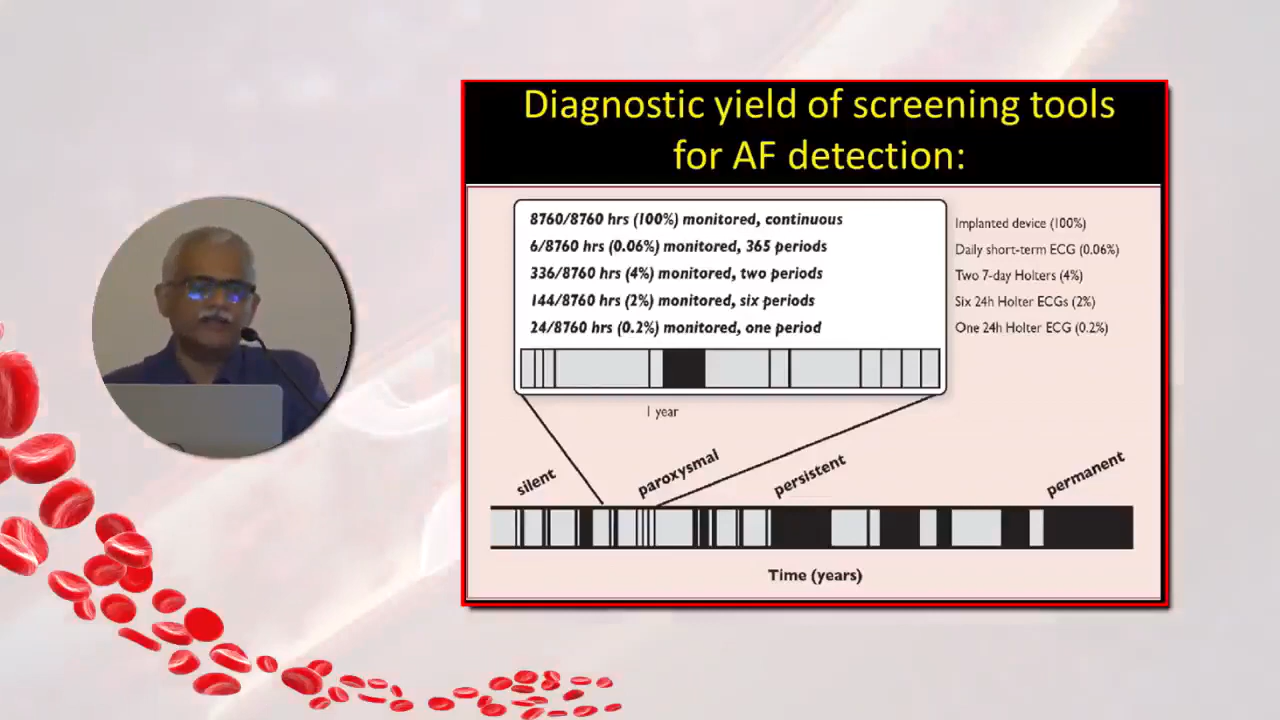 Diagnostic yield of screening tools
for AF detection:
8760/8760 hrs (100%) monitored, continuous
6/8760 hrs (0.06%) monitored, 365 periods
336/8760 hrs (4%) monitored, two periods
144/8760 hrs (2%) monitored, six periods
24/8760 hrs (0.2%) monitored, one period
Implanted device (100%)
Daily short-term ECG (0.06%)
Two 7-day Holters (4%)
Six 24h Holter ECGs (2%)
One 24h Holter ECG (0.2%)
1 year
silent
paroxysmal
persistent
permanent
Time (years)